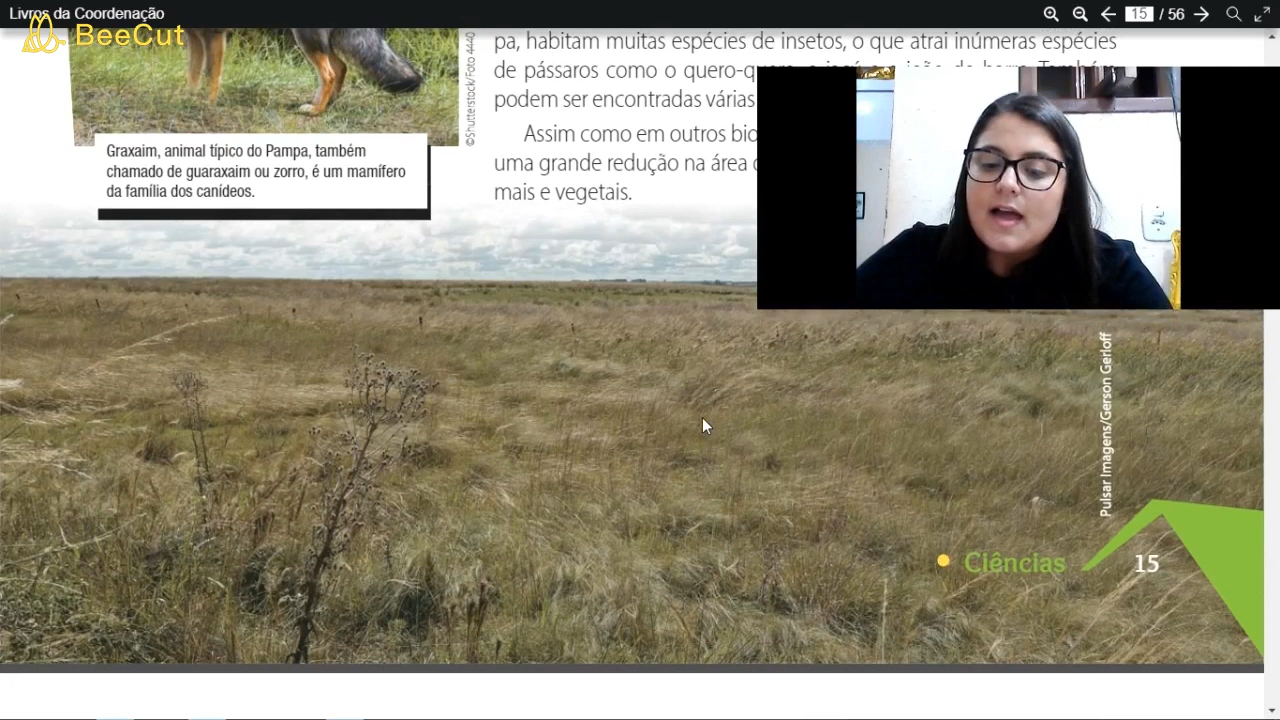 Livros da Coordenação
15 / 56
BeeCut
pa, habitam muitas espécies de insetos, o que atrai inúmeras espécies
de pássaros como o quero-quero
podem ser encontradas várias
©Shutterstock/Foto 4440
Assim como em outros
uma grande redução na área
mais e vegetais.
Graxaim, animal típico do Pampa, também
chamado de guaraxaim ou zorro, é um mamífero
da família dos canídeos.
Pulsar Imagens/Gerson Gerloff
Ciências 15